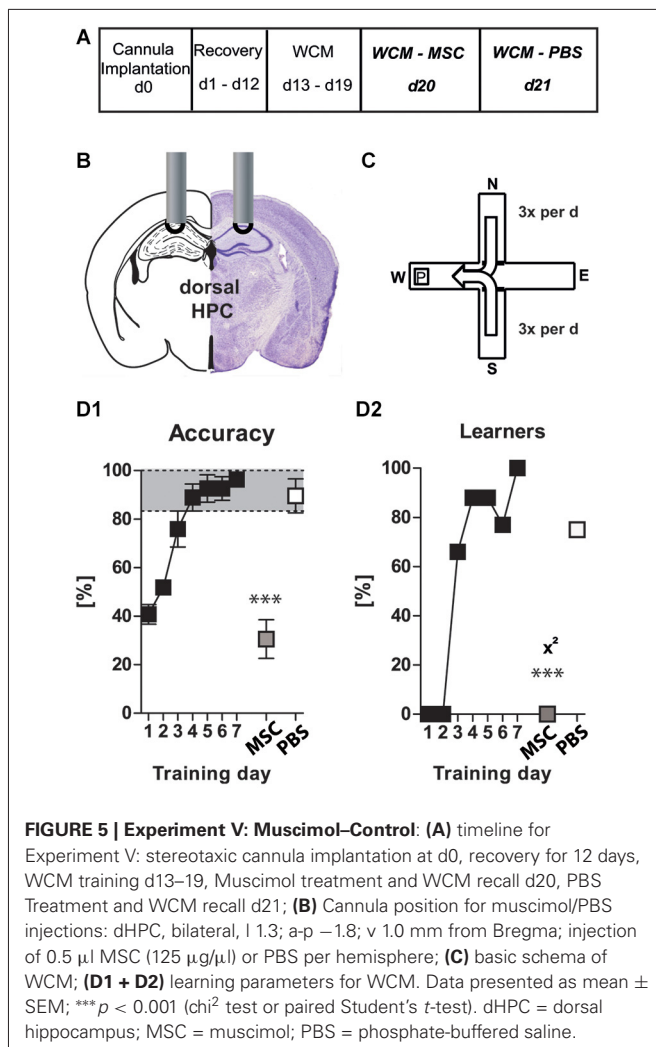 A
Cannula Implantation d0
Recovery d1 - d12
WCM d13 - d19
WCM - MSC d20
WCM - PBS d21
B
dorsal
HPC
C
N
3x per d
W
P
E
3x per d
S
D1
Accuracy
[%]
100
80
60
40
20
0
***
1 2 3 4 5 6 7 MSC PBS
Training day
D2
Learners
[%]
100
80
60
40
20
0
x²
***
1 2 3 4 5 6 7 MSC PBS
Training day
FIGURE 5 | Experiment V: Muscimol–Control: (A) timeline for
Experiment V: stereotaxic cannula implantation at d0, recovery for 12 days,
WCM training d13–19, Muscimol treatment and WCM recall d20, PBS
Treatment and WCM recall d21; (B) Cannula position for muscimol/PBS
injections: dHPC, bilateral, l 1.3; a-p −1.8; v 1.0 mm from Bregma; injection
of 0.5 µl MSC (125 µg/µl) or PBS per hemisphere; (C) basic schema of
WCM; (D1 + D2) learning parameters for WCM. Data presented as mean ±
SEM; ***p < 0.001 (chi² test or paired Student's t-test). dHPC = dorsal
hippocampus; MSC = muscimol; PBS = phosphate-buffered saline.